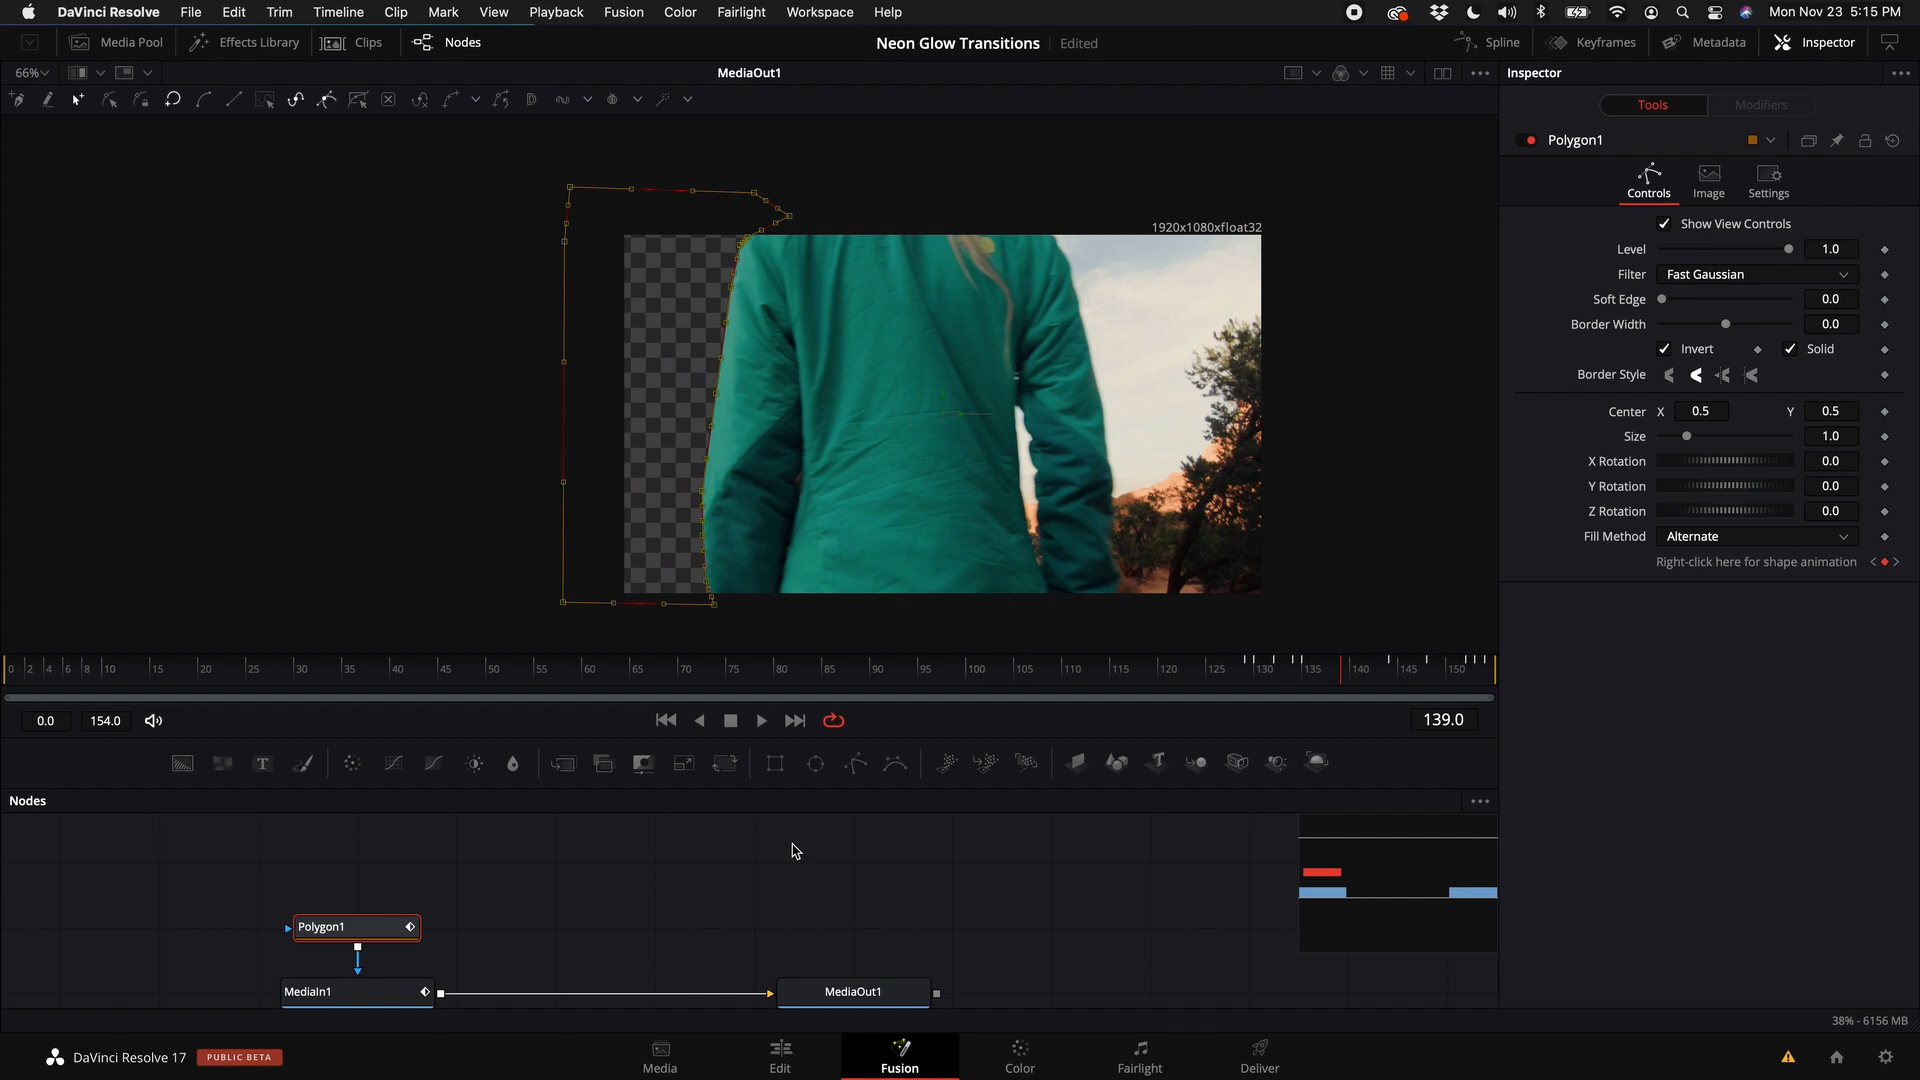 DaVinci Resolve File Edit Trim Timeline Clip Mark View Playback Fusion Color Fairlight Workspace Help Mon Nov 23 5:15 PM
Media Pool Effects Library Clips Nodes Neon Glow Transitions Edited Spline Keyframes Metadata Inspector
66% MediaOut1 Inspector
Tools Modifiers
Polygon1
Controls Image Settings
Show View Controls
1920x1080xfloat32
Level 1.0
Filter Fast Gaussian
Soft Edge 0.0
Border Width 0.0
Invert Solid
Border Style
Center X 0.5 Y 0.5
Size 1.0
X Rotation 0.0
Y Rotation 0.0
Z Rotation 0.0
Fill Method Alternate
Right-click here for shape animation
0 2 4 6 8 10 15 20 25 30 35 40 45 50 55 60 65 70 75 80 85 90 95 100 105 110 115 120 125 130 135 140 145 150
0.0 154.0 139.0
T
Nodes
Polygon1
MediaIn1 MediaOut1
38% - 6156 MB
DaVinci Resolve 17 PUBLIC BETA Media Edit Fusion Color Fairlight Deliver